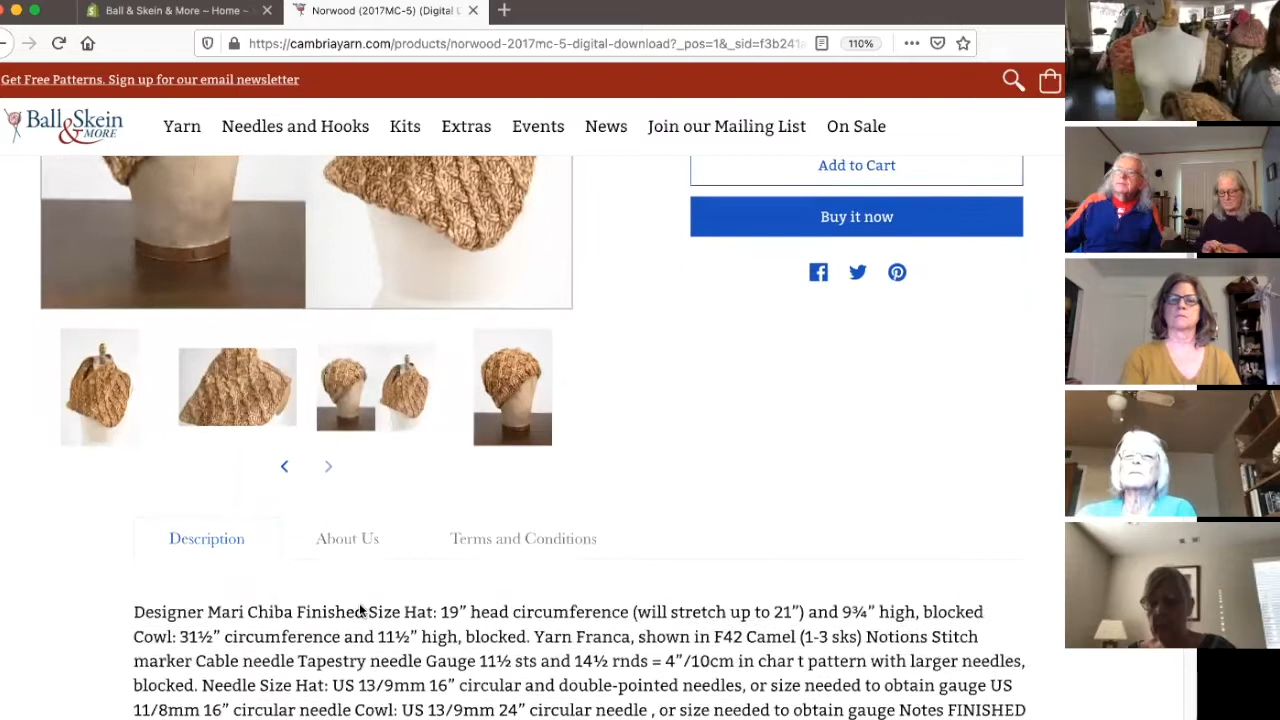 Ball & Skein & More ~ Home ~
Norwood (2017MC-5) (Digital
https://cambriayarn.com/products/norwood-2017mc-5-digital-download?_pos=1&_sid=f3b241
110%
Get Free Patterns. Sign up for our email newsletter
Ball & Skein
& MORE
Yarn Needles and Hooks Kits Extras Events News Join our Mailing List On Sale
Add to Cart
Buy it now
Description About Us Terms and Conditions
Designer Mari Chiba Finished Size Hat: 19” head circumference (will stretch up to 21”) and 9¾” high, blocked
Cowl: 31½” circumference and 11½” high, blocked. Yarn Franca, shown in F42 Camel (1-3 sks) Notions Stitch
marker Cable needle Tapestry needle Gauge 11½ sts and 14½ rnds = 4”/10cm in char t pattern with larger needles,
blocked. Needle Size Hat: US 13/9mm 16” circular and double-pointed needles, or size needed to obtain gauge US
11/8mm 16” circular needle Cowl: US 13/9mm 24” circular needle , or size needed to obtain gauge Notes FINISHED